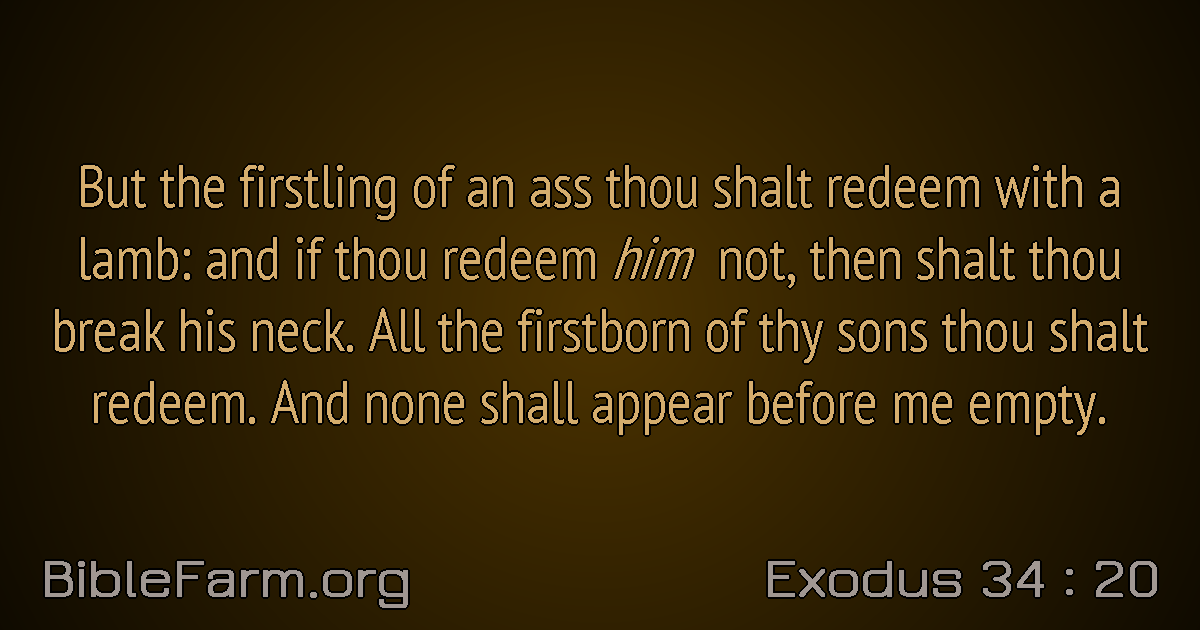 But the firstling of an ass thou shalt redeem with a
lamb: and if thou redeem him not, then shalt thou
break his neck. All the firstborn of thy sons thou shalt
redeem. And none shall appear before me empty.
BibleFarm.org
Exodus 34 : 20